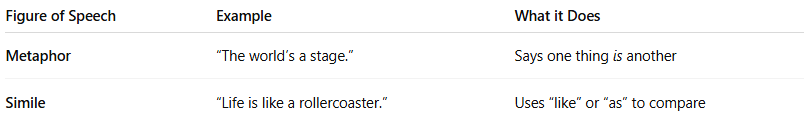 Figure of Speech Example What it Does
Metaphor “The world’s a stage.” Says one thing is another
Simile “Life is like a rollercoaster.” Uses “like” or “as” to compare